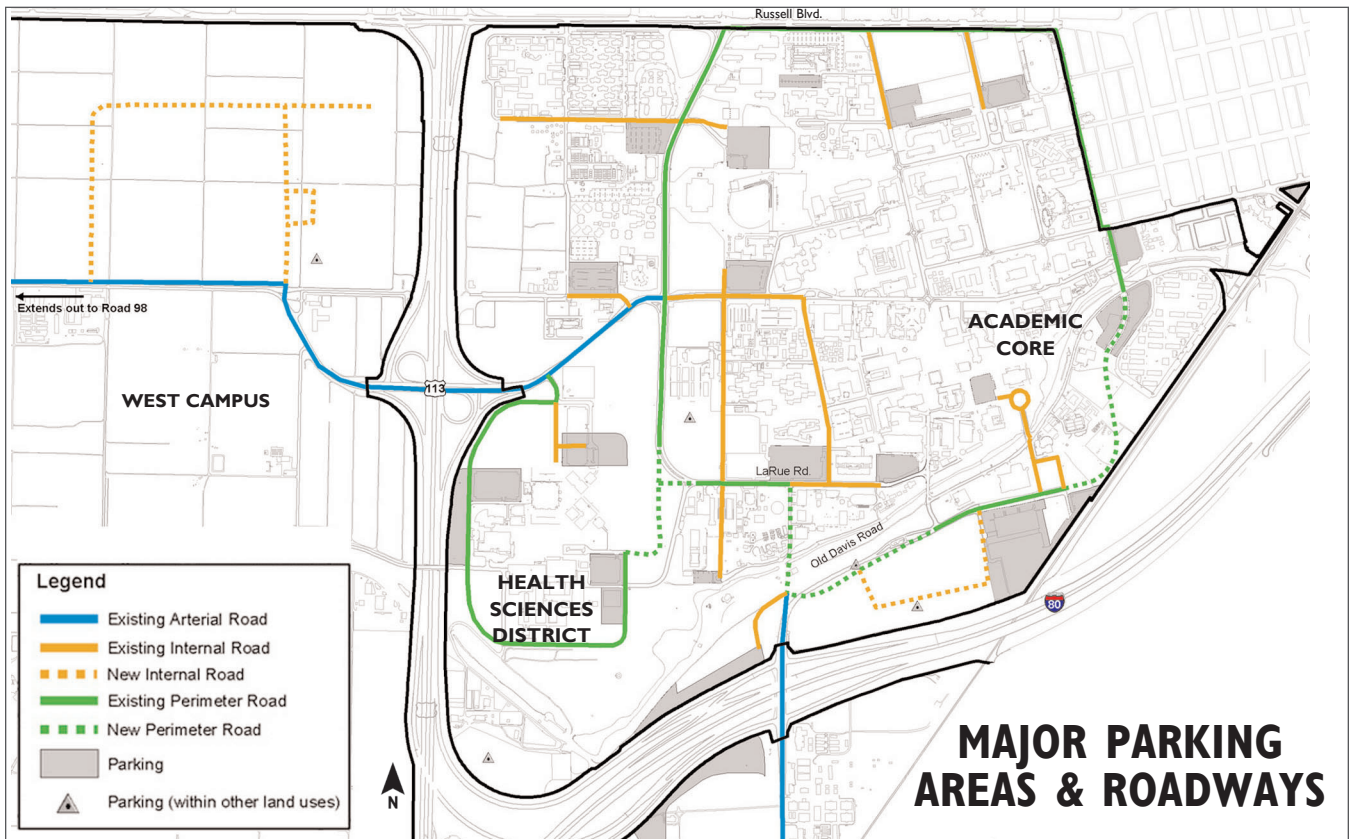 Russell Blvd.
Extends out to Road 98
WEST CAMPUS
113
ACADEMIC
CORE
LaRue Rd.
Old Davis Road
HEALTH
SCIENCES
DISTRICT
80
Legend
Existing Arterial Road
Existing Internal Road
New Internal Road
Existing Perimeter Road
New Perimeter Road
Parking
Parking (within other land uses)
N
MAJOR PARKING
AREAS & ROADWAYS